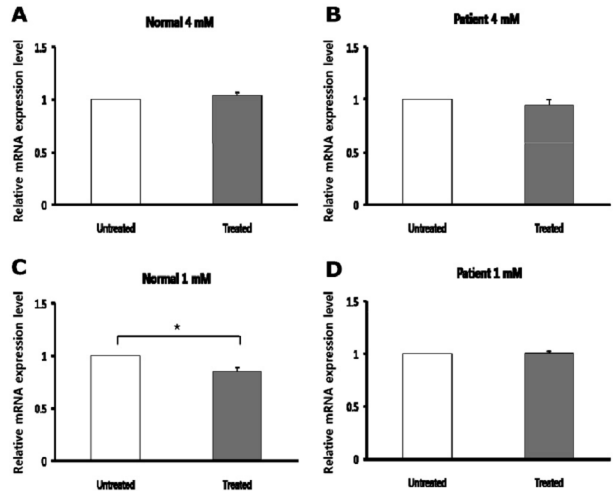 A
Normal 4 mM
Relative mRNA expression level
1.5
1
0.5
0
Untreated Treated
B
Patient 4 mM
Relative mRNA expression level
1.5
1
0.5
0
Untreated Treated
C
Normal 1 mM
Relative mRNA expression level
1.5
1
0.5
0
*
Untreated Treated
D
Patient 1 mM
Relative mRNA expression level
1.5
1
0.5
0
Untreated Treated